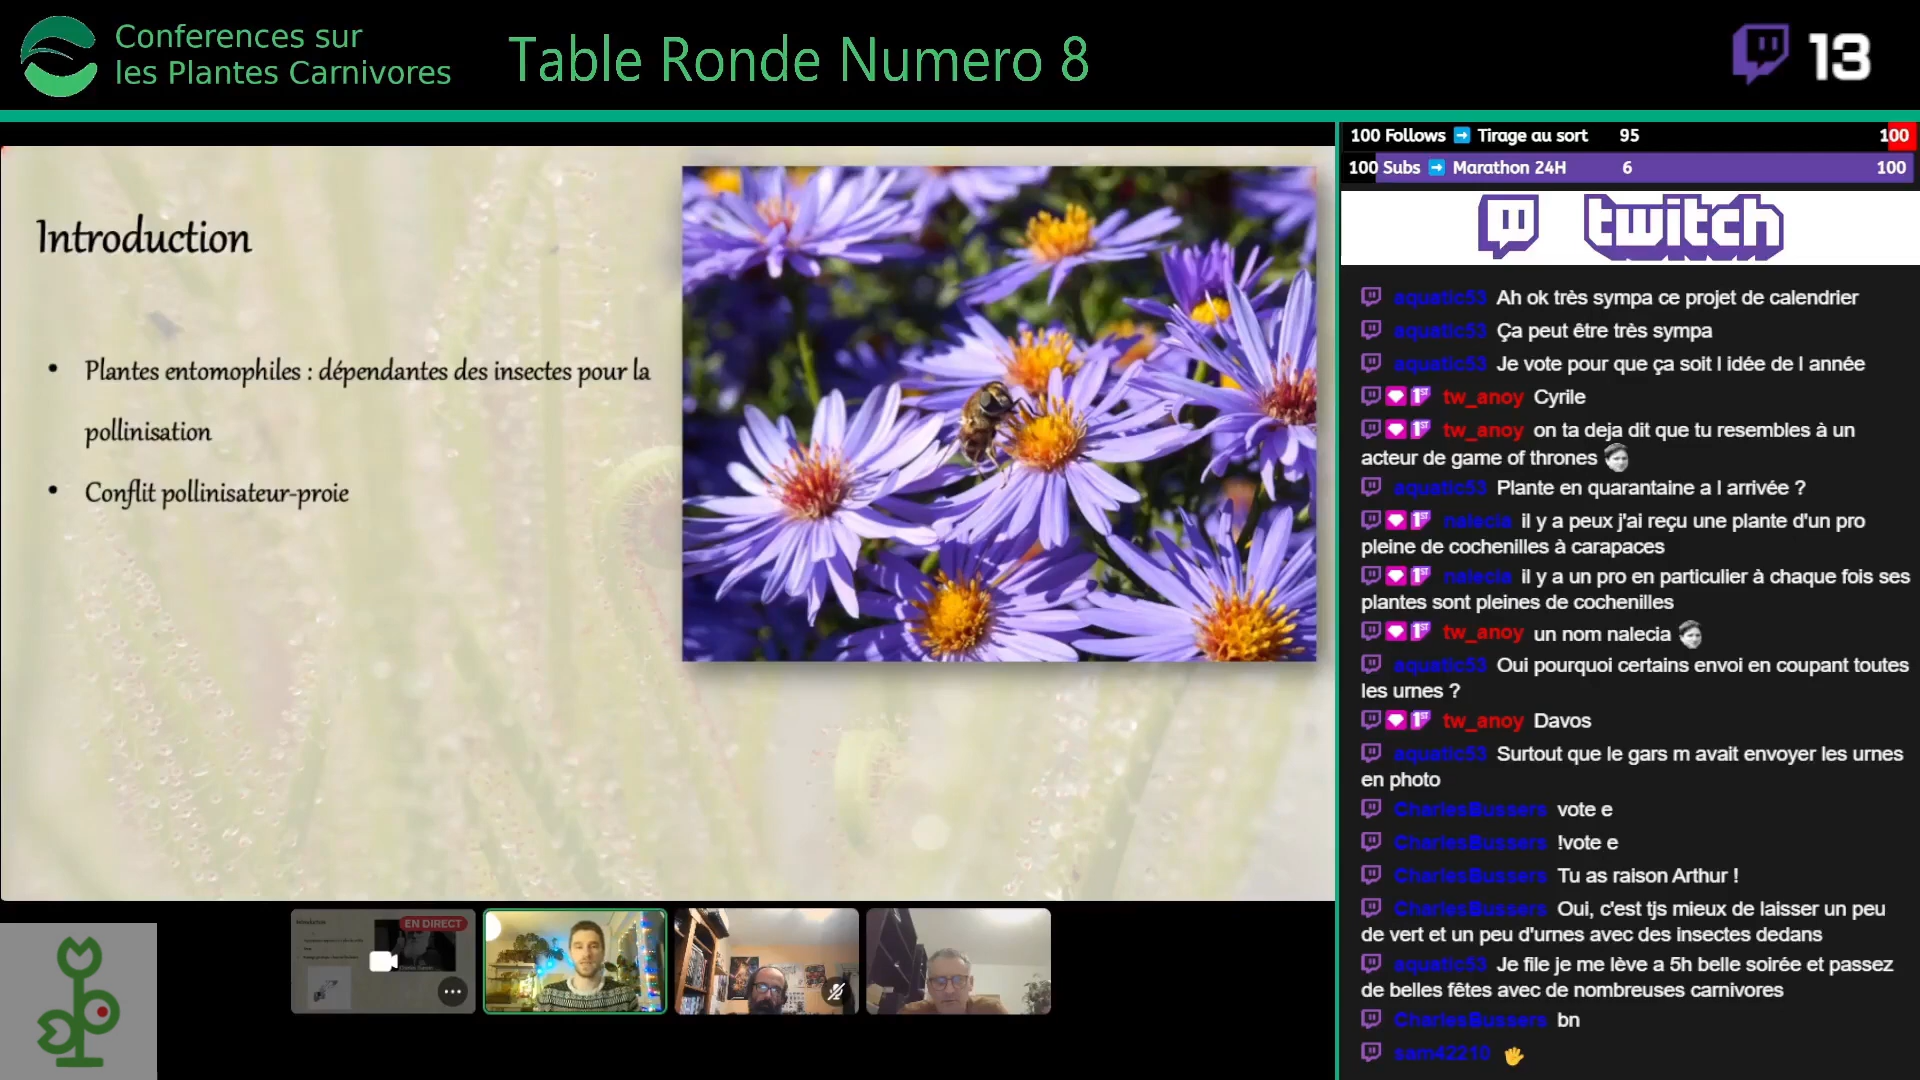 Conferences sur
les Plantes Carnivores
Table Ronde Numero 8
13
100 Follows ➡ Tirage au sort 95 100
100 Subs ➡ Marathon 24H 6 100
twitch
Introduction
• Plantes entomophiles : dépendantes des insectes pour la
pollinisation
• Conflit pollinisateur-proie
EN DIRECT
aquatic53 Ah ok très sympa ce projet de calendrier
aquatic53 Ça peut être très sympa
aquatic53 Je vote pour que ça soit l idée de l année
1ST tw_anoy Cyrile
1ST tw_anoy on ta deja dit que tu resembles à un
acteur de game of thrones
aquatic53 Plante en quarantaine a l arrivée ?
1ST nalecia il y a peux j'ai reçu une plante d'un pro
pleine de cochenilles à carapaces
1ST nalecia il y a un pro en particulier à chaque fois ses
plantes sont pleines de cochenilles
1ST tw_anoy un nom nalecia
aquatic53 Oui pourquoi certains envoi en coupant toutes
les urnes ?
1ST tw_anoy Davos
aquatic53 Surtout que le gars m avait envoyer les urnes
en photo
CharlesBussers vote e
CharlesBussers !vote e
CharlesBussers Tu as raison Arthur !
CharlesBussers Oui, c'est tjs mieux de laisser un peu
de vert et un peu d'urnes avec des insectes dedans
aquatic53 Je file je me lève a 5h belle soirée et passez
de belles fêtes avec de nombreuses carnivores
CharlesBussers bn
sam42210 🖐